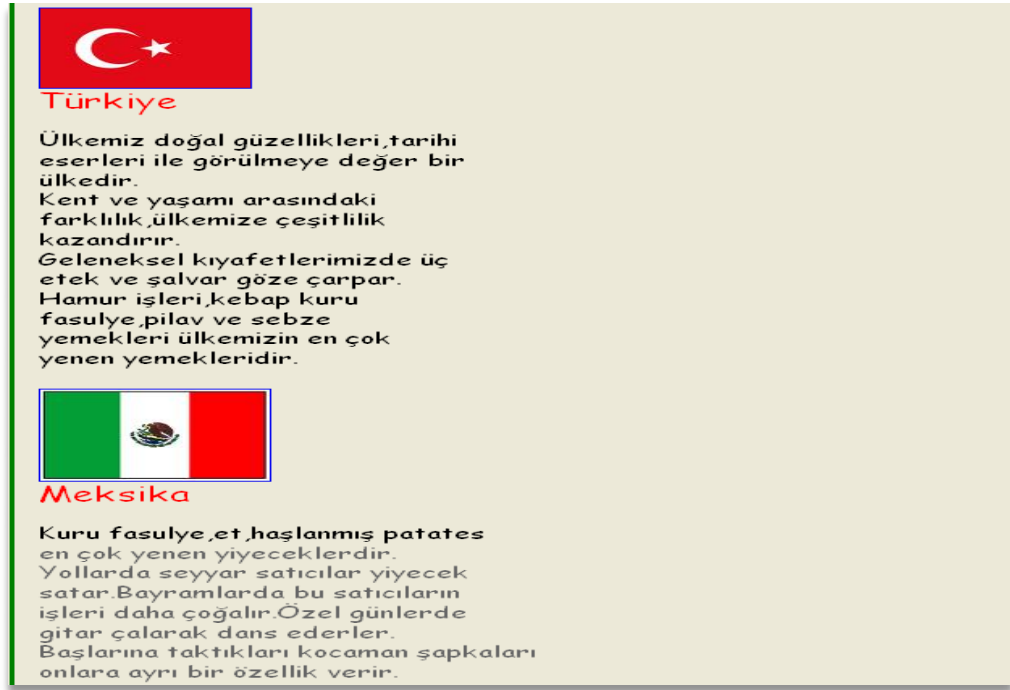 Türkiye
Ülkemiz doğal güzellikleri,tarihi
eserleri ile görülmeye değer bir
ülkedir.
Kent ve yaşamı arasındaki
farklılık,ülkemize çeşitlilik
kazandırır.
Geleneksel kıyafetlerimizde üç
etek ve şalvar göze çarpar.
Hamur işleri,kebap kuru
fasulye,pilav ve sebze
yemekleri ülkemizin en çok
yenen yemekleridir.
Meksika
Kuru fasulye,et,haşlanmış patates
en çok yenen yiyeceklerdir.
Yollarda seyyar satıcılar yiyecek
satar.Bayramlarda bu satıcıların
işleri daha çoğalır.Özel günlerde
gitar çalarak dans ederler.
Başlarına taktıkları kocaman şapkaları
onlara ayrı bir özellik verir.